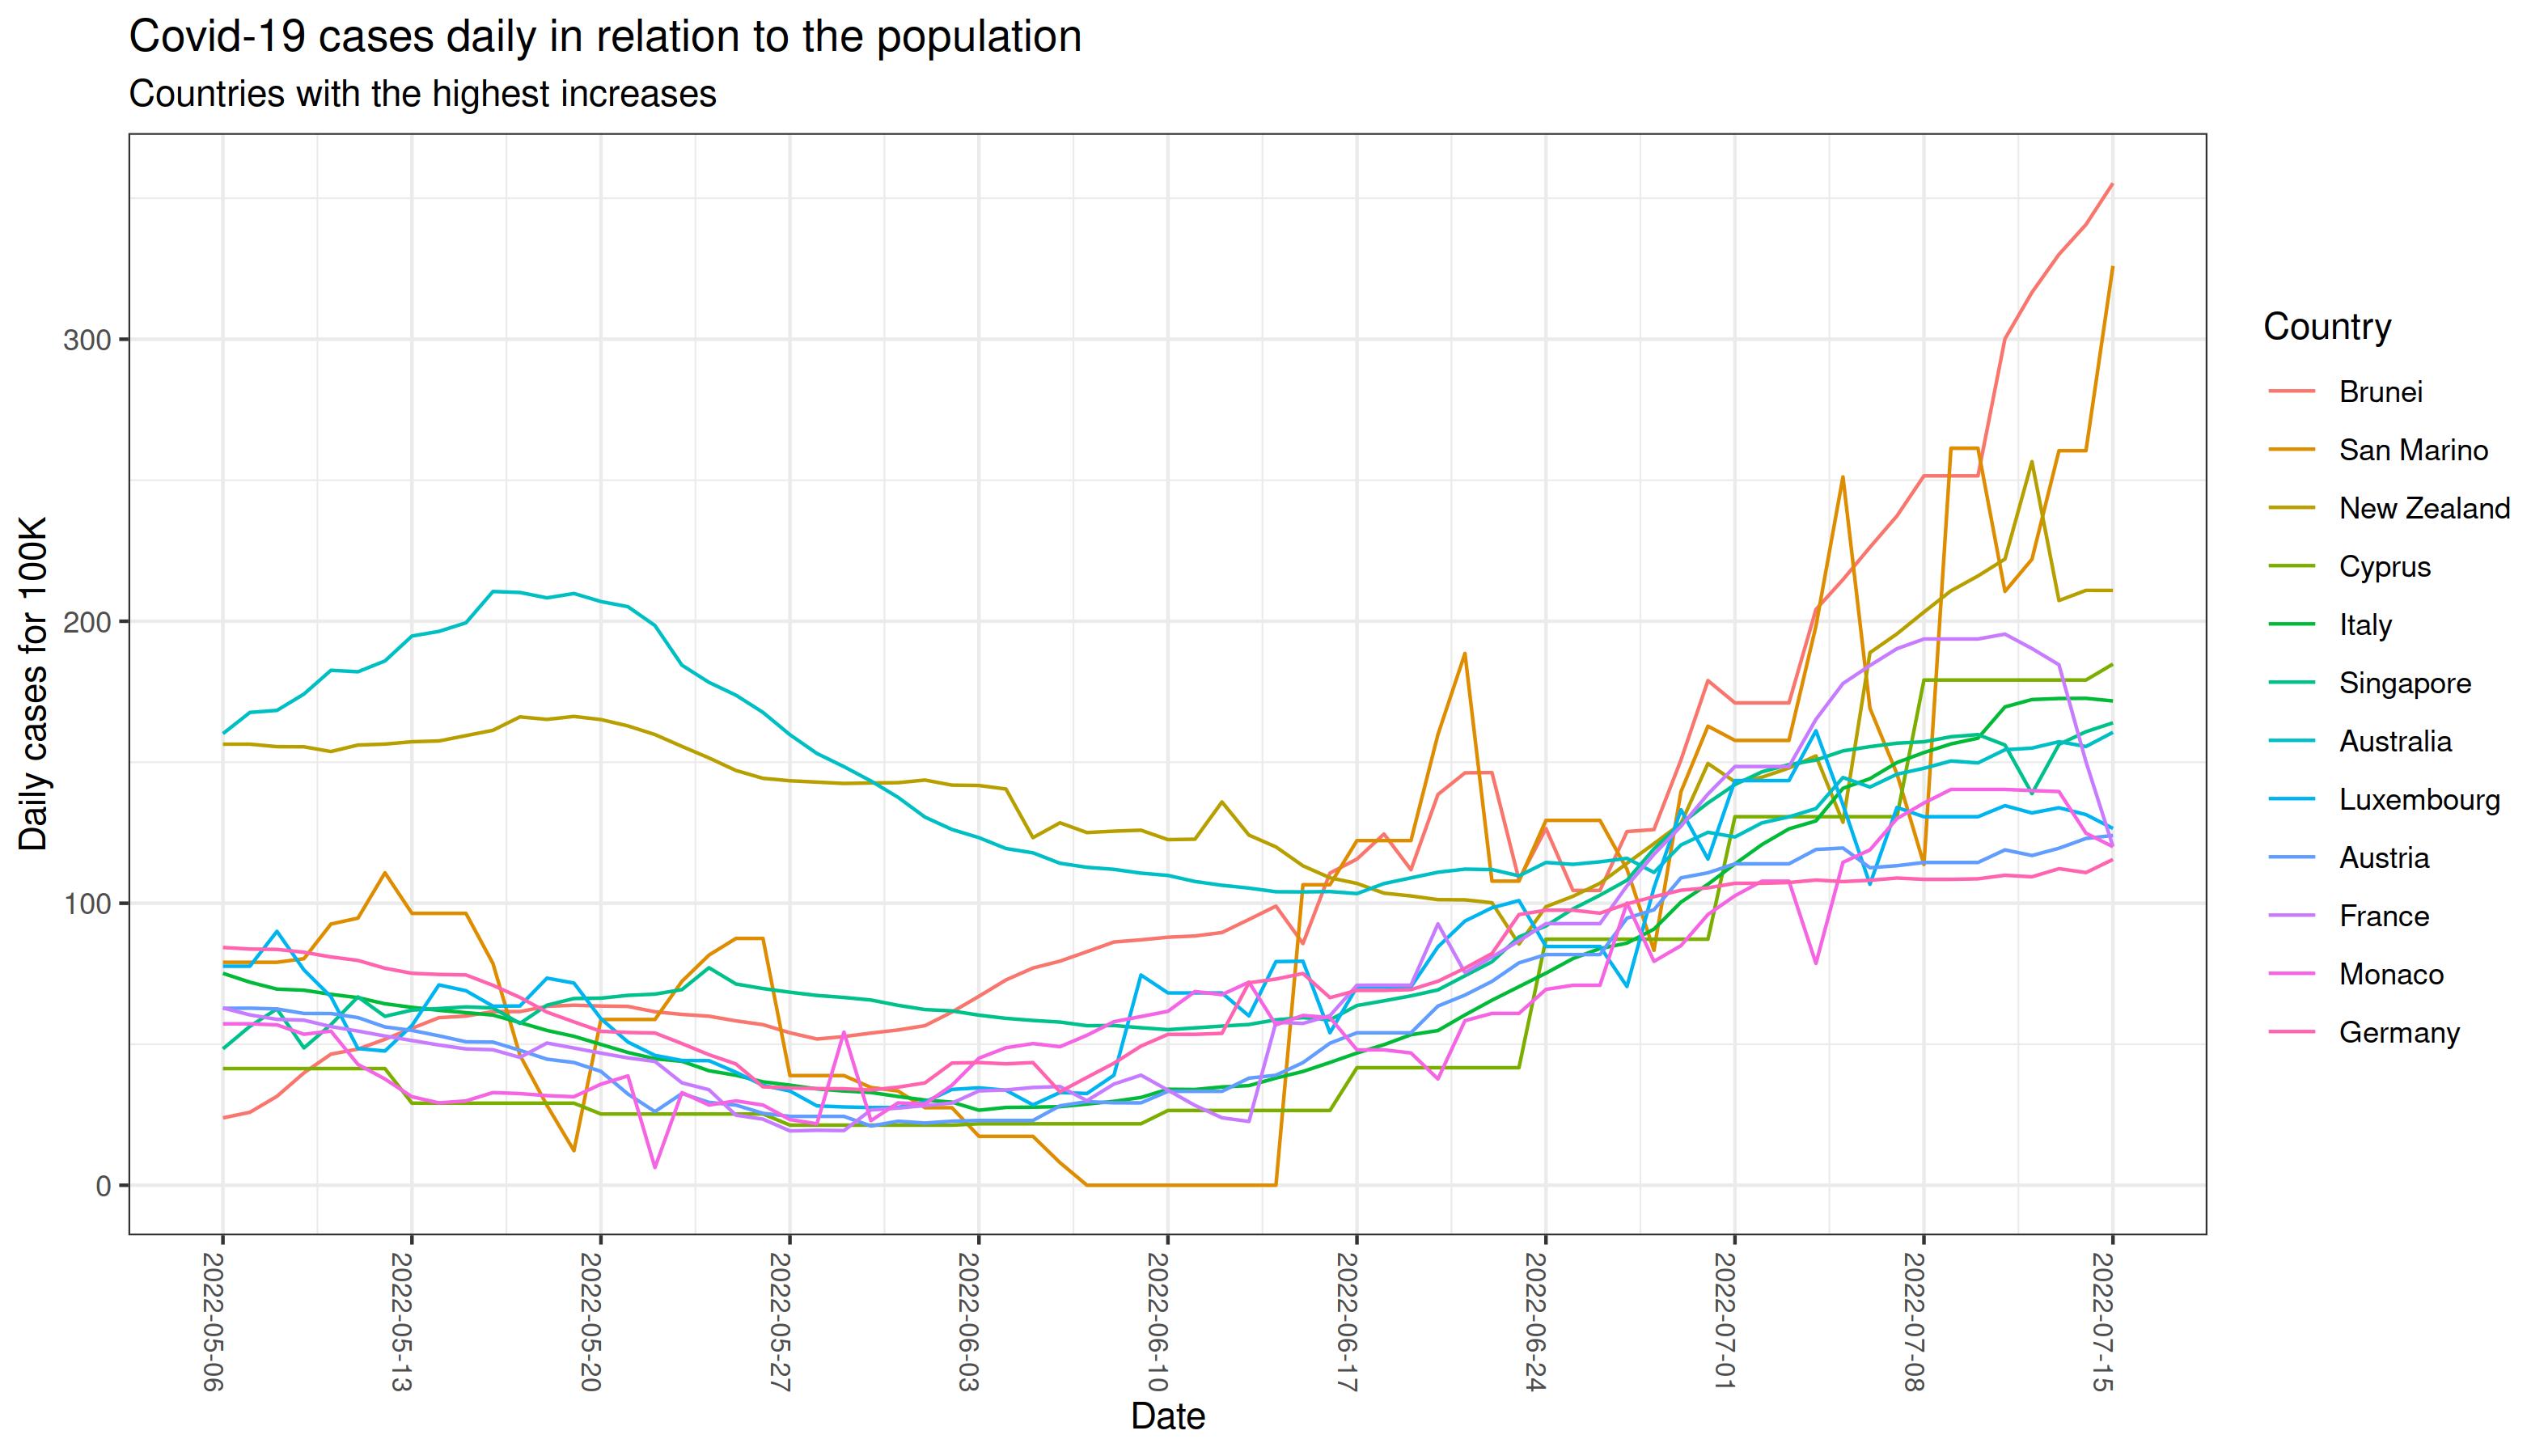 Covid-19 cases daily in relation to the population
Countries with the highest increases
Daily cases for 100K
300
200
100
0
2022-05-06
2022-05-13
2022-05-20
2022-05-27
2022-06-03
2022-06-10
2022-06-17
2022-06-24
2022-07-01
2022-07-08
2022-07-15
Date
Country
Brunei
San Marino
New Zealand
Cyprus
Italy
Singapore
Australia
Luxembourg
Austria
France
Monaco
Germany